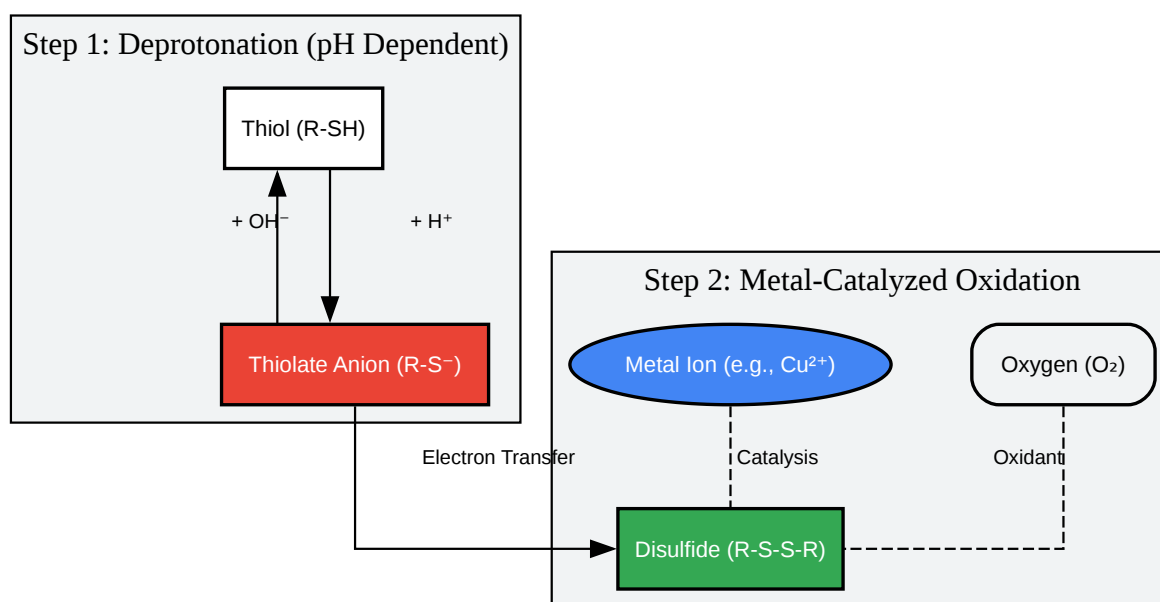 Step 1: Deprotonation (pH Dependent)
Thiol (R-SH)
+ OH⁻
+ H⁺
Thiolate Anion (R-S⁻)
Step 2: Metal-Catalyzed Oxidation
Metal Ion (e.g., Cu²⁺)
Oxygen (O₂)
Electron Transfer
Catalysis
Oxidant
Disulfide (R-S-S-R)